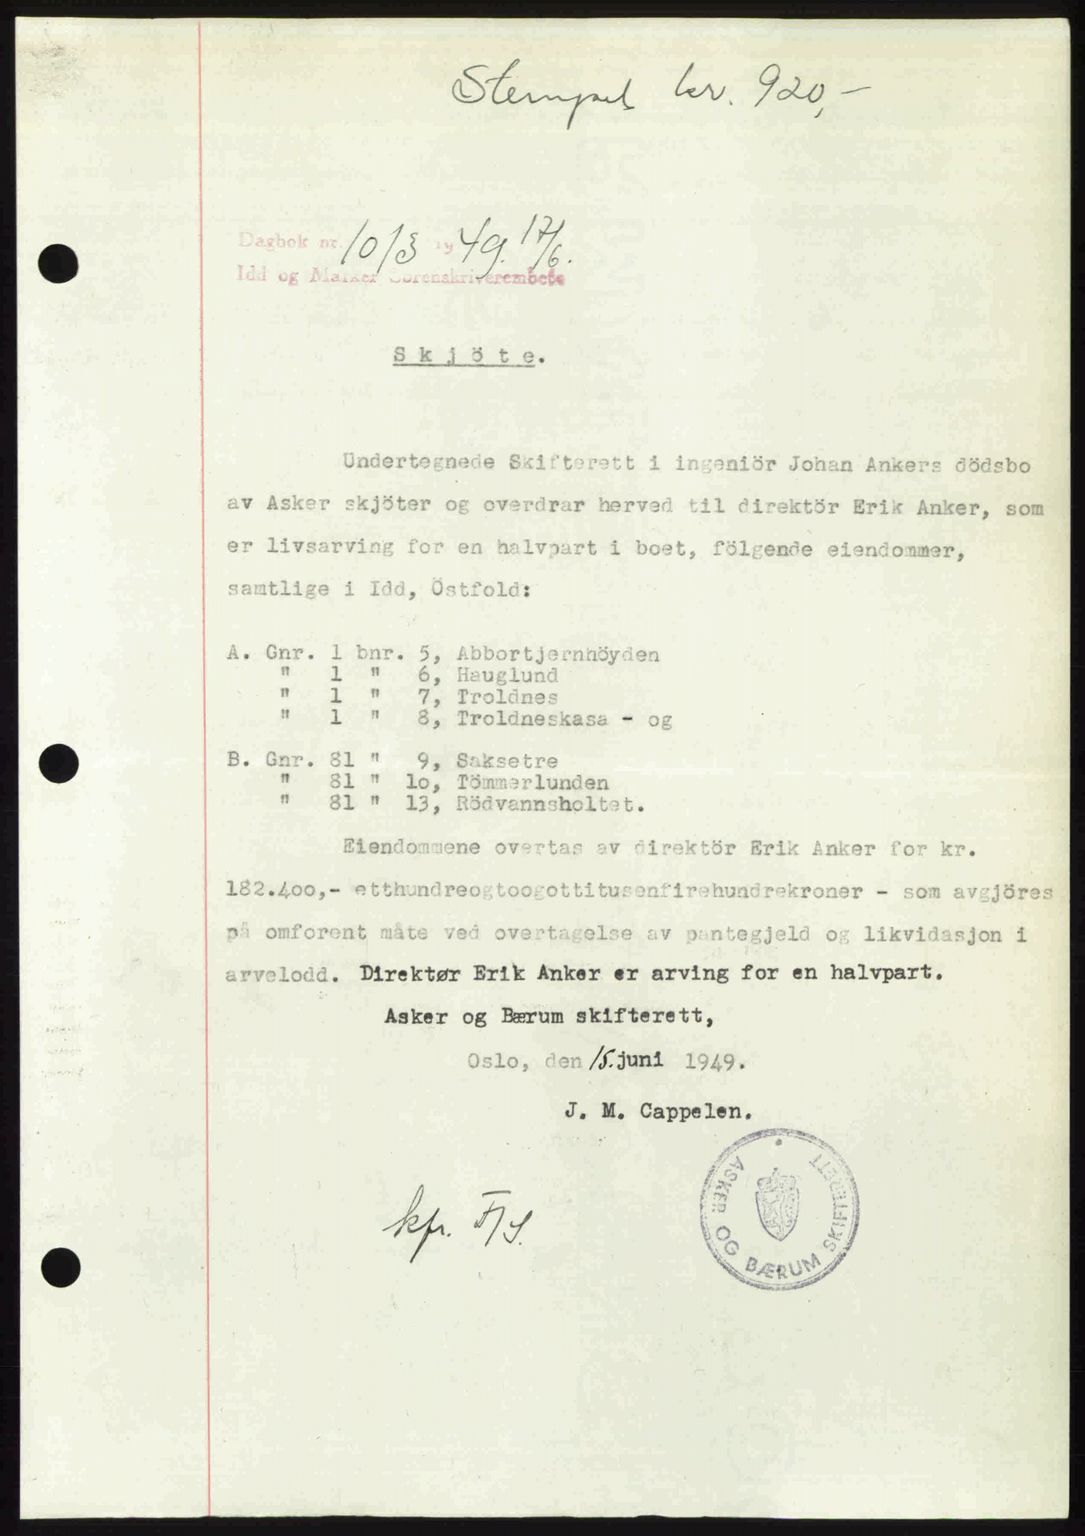 Stempel kr. 920,-
Dagbok nr. 1013 1949. 17/6.
Idd og Marker Sorenskriverembete
S k j ö t e.
Undertegnede Skifterett i ingeniör Johan Ankers dödsbo
av Asker skjöter og overdrar herved til direktör Erik Anker, som
er livsarving for en halvpart i boet, fölgende eiendommer,
samtlige i Idd, Östfold:
A. Gnr. 1 bnr. 5, Abbortjernhöyden
" 1 " 6, Hauglund
" 1 " 7, Troldnes
" 1 " 8, Troldneskasa - og
B. Gnr. 81 " 9, Saksetre
" 81 " 1o, Tömmerlunden
" 81 " 13, Rödvannsholtet.
Eiendommene overtas av direktör Erik Anker for kr.
182.4oo,- etthundreogtoogottitusenfirehundrekroner - som avgjöres
på omforent måte ved overtagelse av pantegjeld og likvidasjon i
arvelodd. Direktør Erik Anker er arving for en halvpart.
Asker og Bærum skifterett,
Oslo, den 15. juni 1949.
J. M. Cappelen.
ASKER OG BÆRUM SKIFTERETT
kfr.